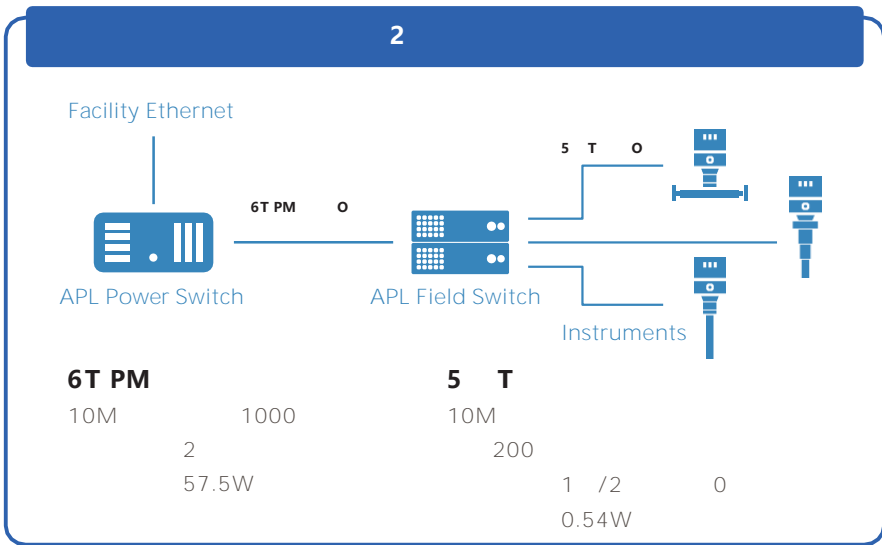 2
Facility Ethernet
5 T O
6T PM O
APL Power Switch
APL Field Switch
Instruments
6T PM
10M 1000
2
57.5W
5 T
10M
200
1 /2 0
0.54W